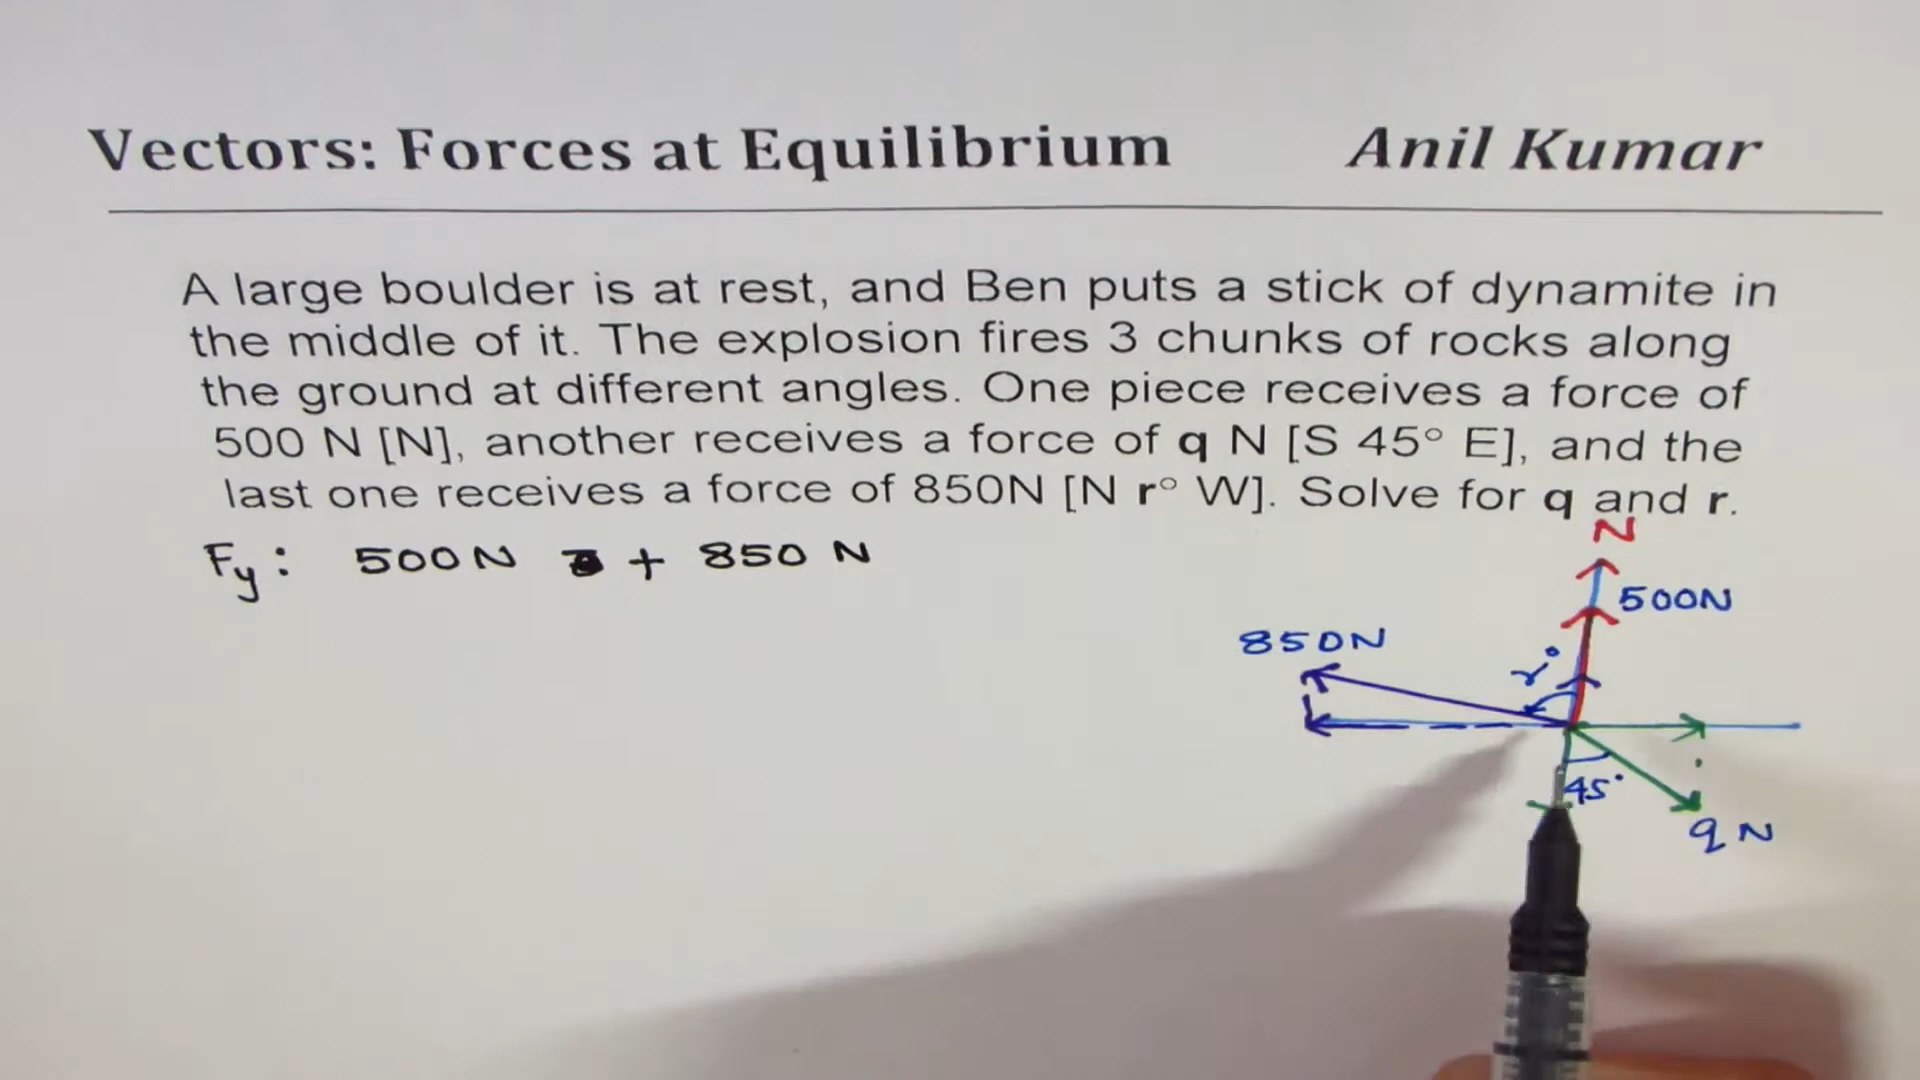 Vectors: Forces at Equilibrium Anil Kumar
A large boulder is at rest, and Ben puts a stick of dynamite in
the middle of it. The explosion fires 3 chunks of rocks along
the ground at different angles. One piece receives a force of
500 N [N], another receives a force of q N [S 45° E], and the
last one receives a force of 850N [N r° W]. Solve for q and r.
Fy: 500N + 850 N
N
500N
850N
r°
45°
q N